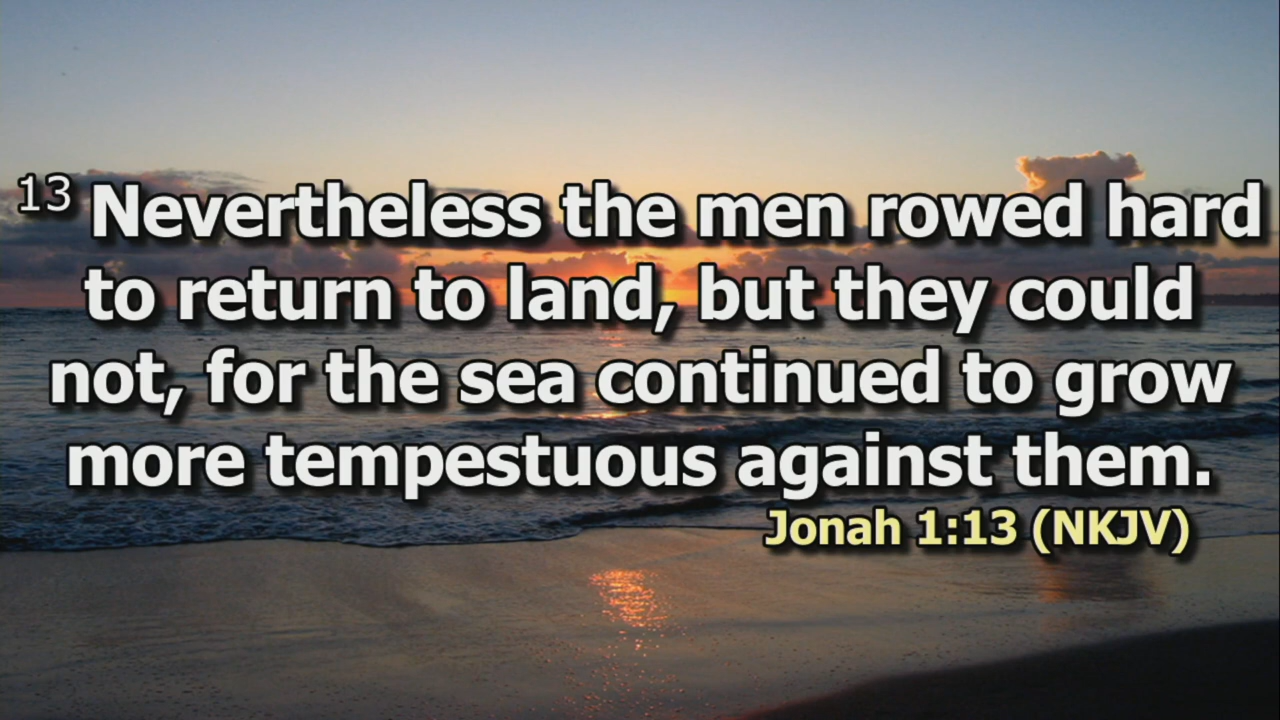 13 Nevertheless the men rowed hard
to return to land, but they could
not, for the sea continued to grow
more tempestuous against them.
Jonah 1:13 (NKJV)